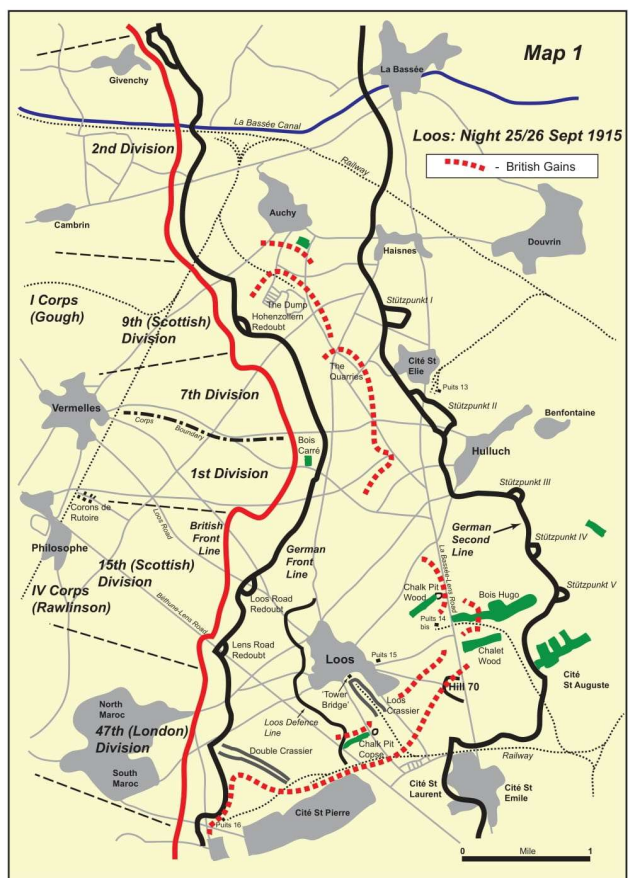 Map 1
Givenchy
La Bassée
La Bassée Canal
Loos: Night 25/26 Sept 1915
- British Gains
2nd Division
Railway
Auchy
Cambrin
Haisnes
Douvrin
I Corps
(Gough)
9th (Scottish)
Division
The Dump
Hohenzollern
Redoubt
Stützpunkt I
The
Quarries
Cité St
Elie
Puits 13
Stützpunkt II
Vermelles
7th Division
Corps
Boundary
Benfontaine
Bois
Carré
Hulluch
1st Division
Stützpunkt III
Corons de
Rutoire
Loos Road
Philosophe
British
Front
Line
German
Front
Line
German
Second
Line
Stützpunkt IV
La Bassée-Lens Road
15th (Scottish)
Division
Stützpunkt V
IV Corps
(Rawlinson)
Béthune-Lens Road
Loos Road
Redoubt
Chalk Pit
Wood
Bois Hugo
Puits 14
bis
Lens Road
Redoubt
Loos
Puits 15
Chalet
Wood
Cité
St Auguste
'Tower
Bridge'
Loos
Crassier
Hill 70
North
Maroc
47th (London)
Division
Loos Defence
Line
Double Crassier
Chalk Pit
Copse
Railway
South
Maroc
Cité St
Laurent
Cité St
Emile
Cité St Pierre
Puits 16
0
Mile
1